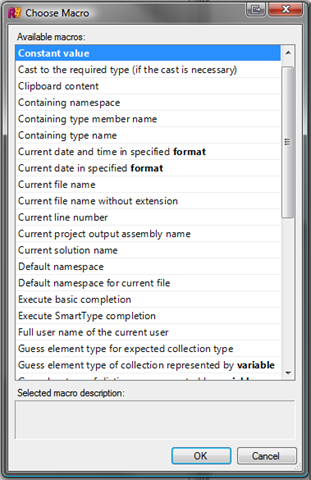 Choose Macro
Available macros:
Constant value
Cast to the required type (if the cast is necessary)
Clipboard content
Containing namespace
Containing type member name
Containing type name
Current date and time in specified format
Current date in specified format
Current file name
Current file name without extension
Current line number
Current project output assembly name
Current solution name
Default namespace
Default namespace for current file
Execute basic completion
Execute SmartType completion
Full user name of the current user
Guess element type for expected collection type
Guess element type of collection represented by variable
Selected macro description:
OK
Cancel